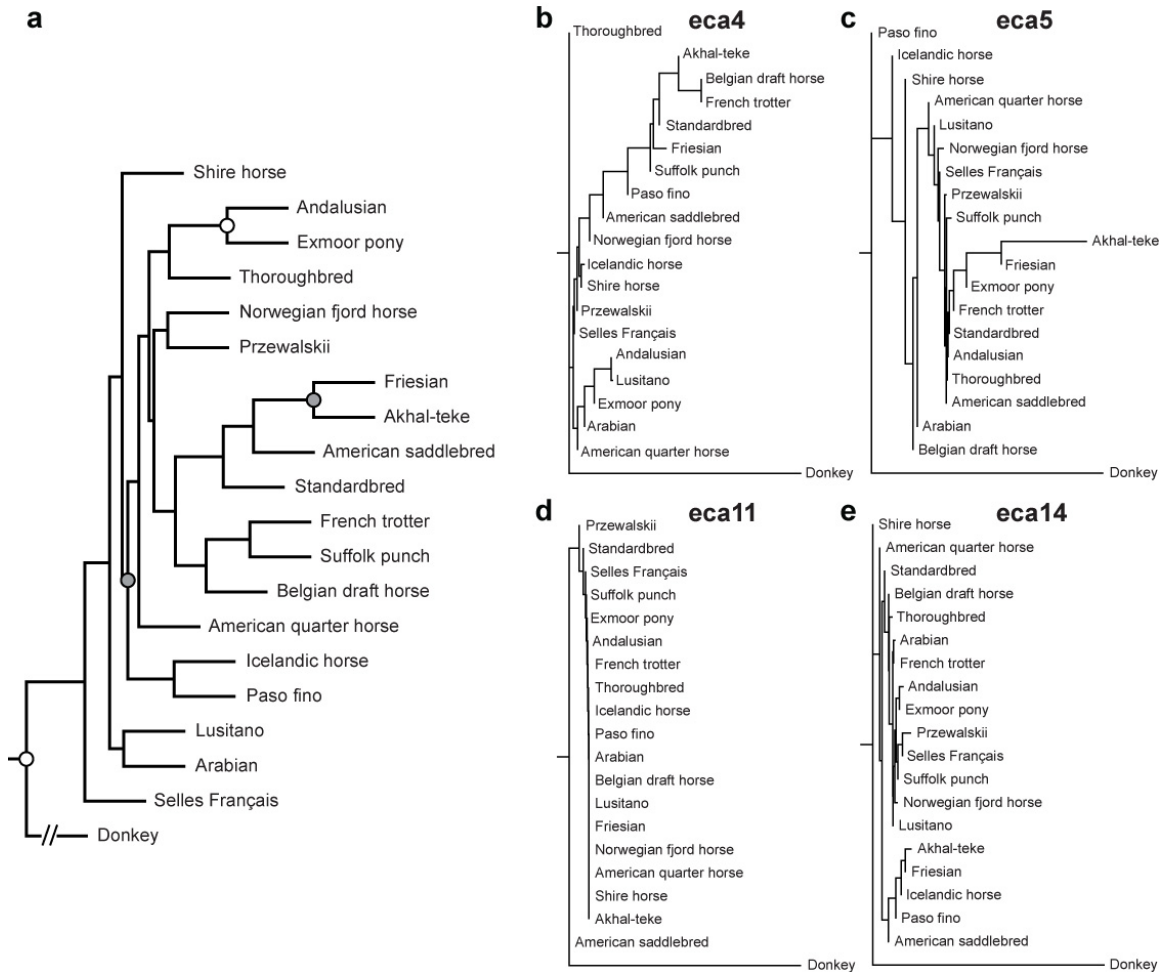 a
Shire horse
Andalusian
Exmoor pony
Thoroughbred
Norwegian fjord horse
Przewalskii
Friesian
Akhal-teke
American saddlebred
Standardbred
French trotter
Suffolk punch
Belgian draft horse
American quarter horse
Icelandic horse
Paso fino
Lusitano
Arabian
Selles Français
Donkey
b
eca4
Thoroughbred
Akhal-teke
Belgian draft horse
French trotter
Standardbred
Friesian
Suffolk punch
Paso fino
American saddlebred
Norwegian fjord horse
Icelandic horse
Shire horse
Przewalskii
Selles Français
Andalusian
Lusitano
Exmoor pony
Arabian
American quarter horse
Donkey
c
eca5
Paso fino
Icelandic horse
Shire horse
American quarter horse
Lusitano
Norwegian fjord horse
Selles Français
Przewalskii
Suffolk punch
Akhal-teke
Friesian
Exmoor pony
French trotter
Standardbred
Andalusian
Thoroughbred
American saddlebred
Arabian
Belgian draft horse
Donkey
d
eca11
Przewalskii
Standardbred
Selles Français
Suffolk punch
Exmoor pony
Andalusian
French trotter
Thoroughbred
Icelandic horse
Paso fino
Arabian
Belgian draft horse
Lusitano
Friesian
Norwegian fjord horse
American quarter horse
Shire horse
Akhal-teke
American saddlebred
Donkey
e
eca14
Shire horse
American quarter horse
Standardbred
Belgian draft horse
Thoroughbred
Arabian
French trotter
Andalusian
Exmoor pony
Przewalskii
Selles Français
Suffolk punch
Norwegian fjord horse
Lusitano
Akhal-teke
Friesian
Icelandic horse
Paso fino
American saddlebred
Donkey